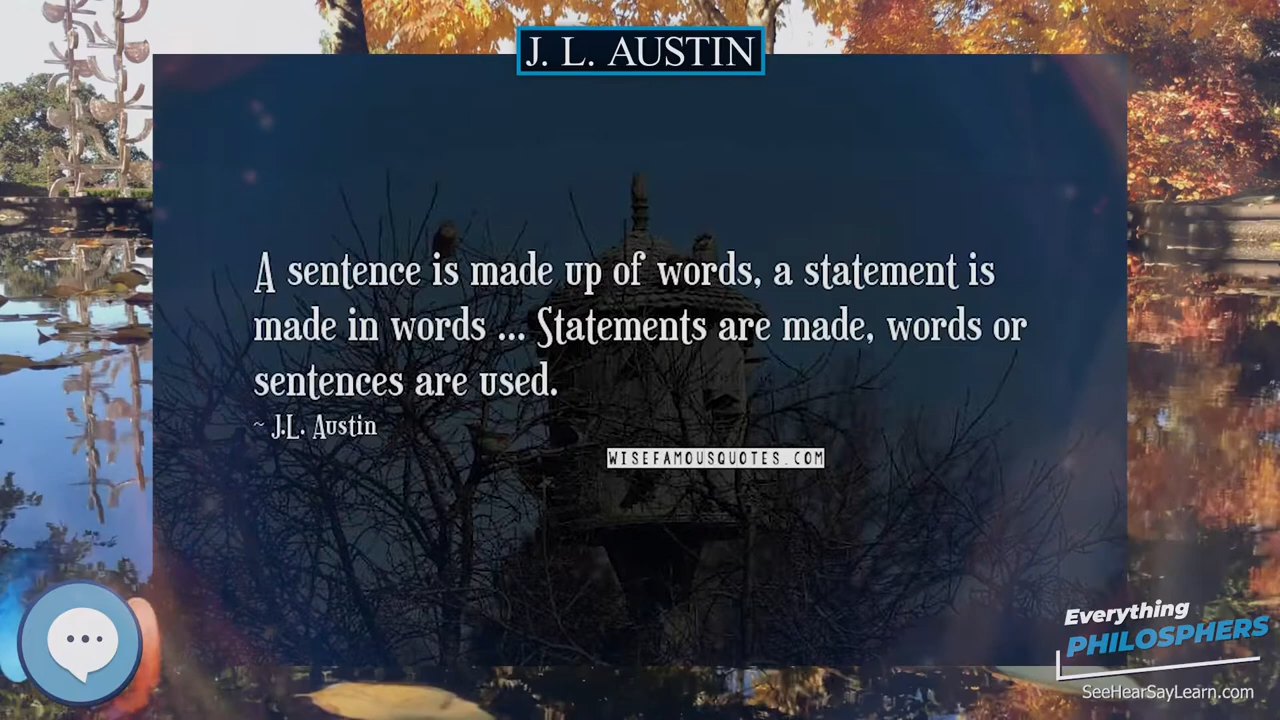 J. L. AUSTIN
A sentence is made up of words, a statement is
made in words ... Statements are made, words or
sentences are used.
~ J.L. Austin
WISEFAMOUSQUOTES.COM
Everything
PHILOSPHERS
SeeHearSayLearn.com